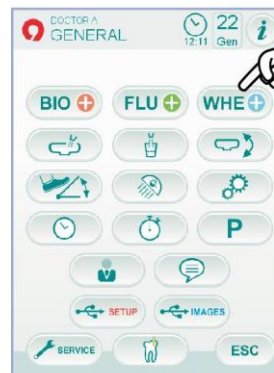 DOCTOR A
GENERAL
12:11
22
Gen
i
BIO
FLU
WHE
P
SETUP
IMAGES
SERVICE
ESC